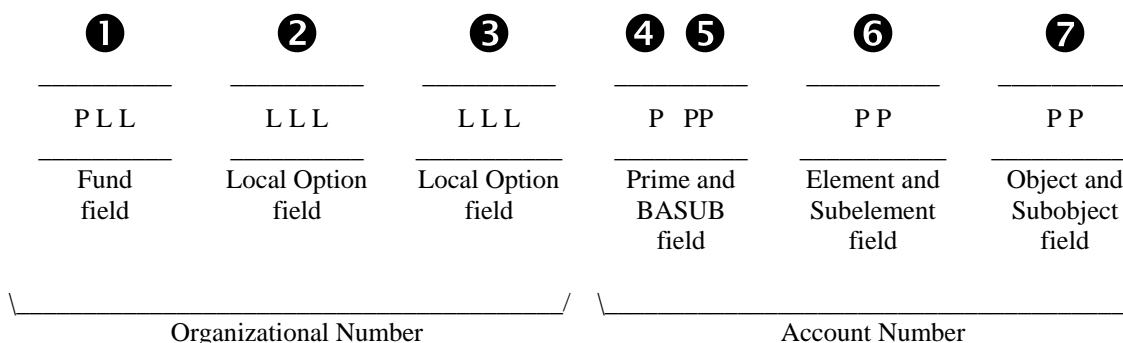 ❶ ❷ ❸ ❹ ❺ ❻ ❼
P L L L L L L L L P PP P P P P
Fund Local Option Local Option Prime and Element and Object and
field field field BASUB Subelement Subobject
field field field
Organizational Number Account Number